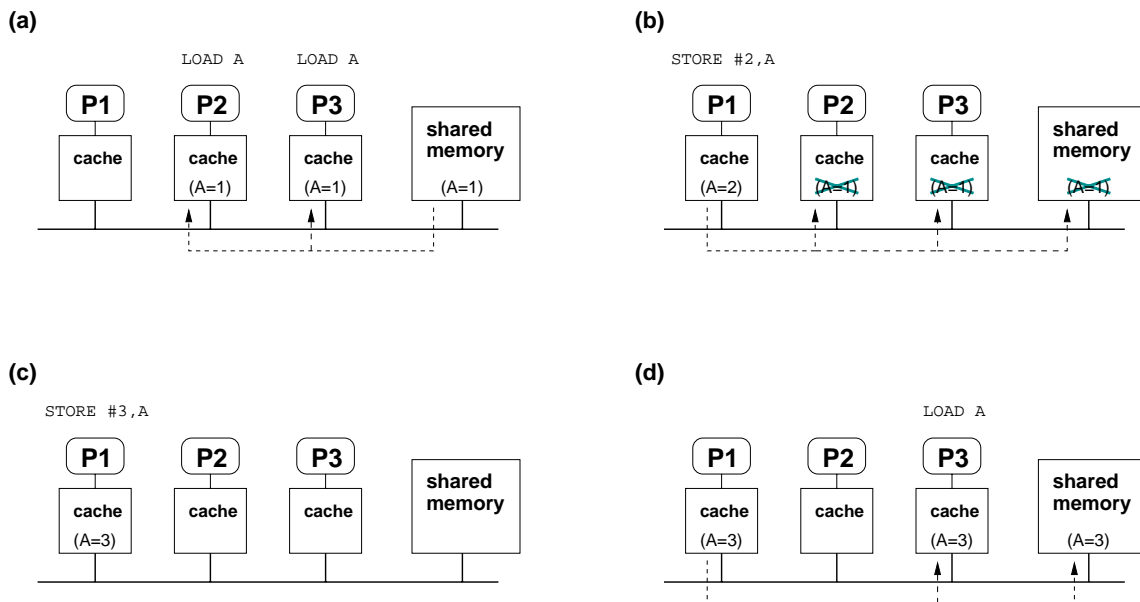 (a)
LOAD A LOAD A
P1 P2 P3
shared
memory
cache cache cache
(A=1) (A=1) (A=1)
(b)
STORE #2,A
P1 P2 P3
shared
memory
cache cache cache
(A=2) (A=1) (A=1) (A=1)
(c)
STORE #3,A
P1 P2 P3
shared
memory
cache cache cache
(A=3)
(d)
LOAD A
P1 P2 P3
shared
memory
cache cache cache
(A=3) (A=3) (A=3)